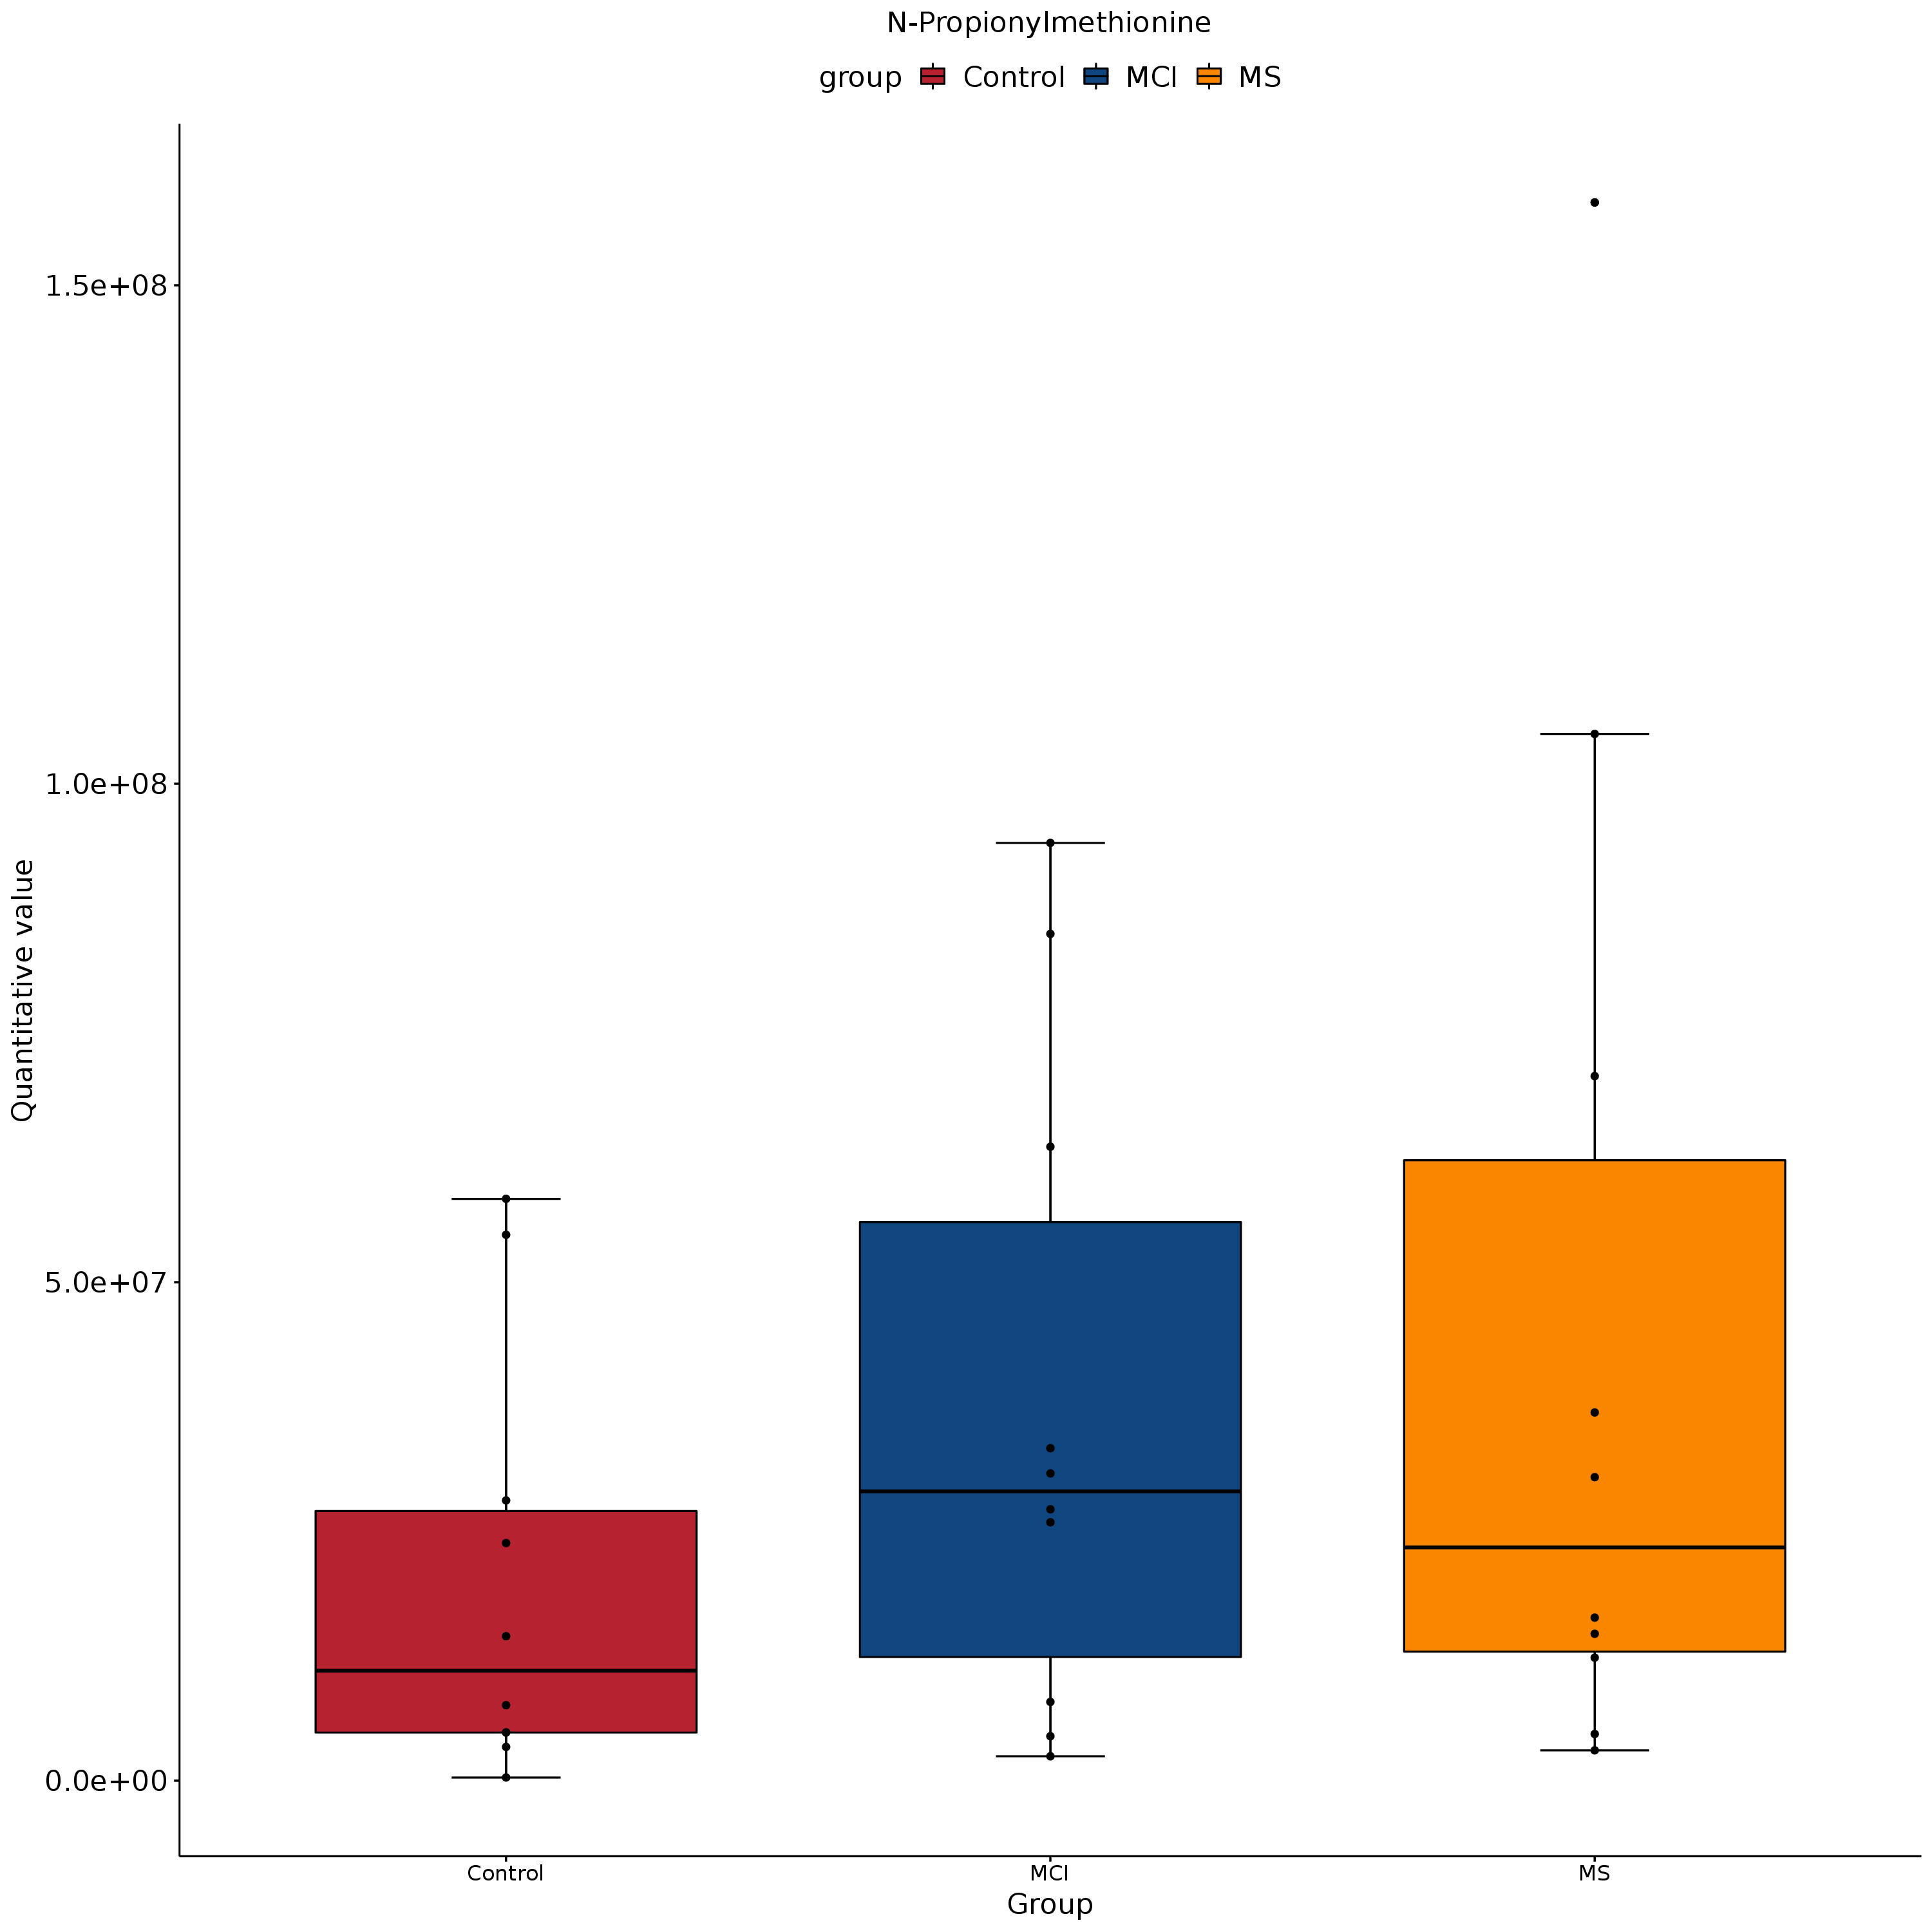 N-Propionylmethionine
group Control MCI MS
1.5e+08
1.0e+08
5.0e+07
0.0e+00
Quantitative value
Control MCI MS
Group